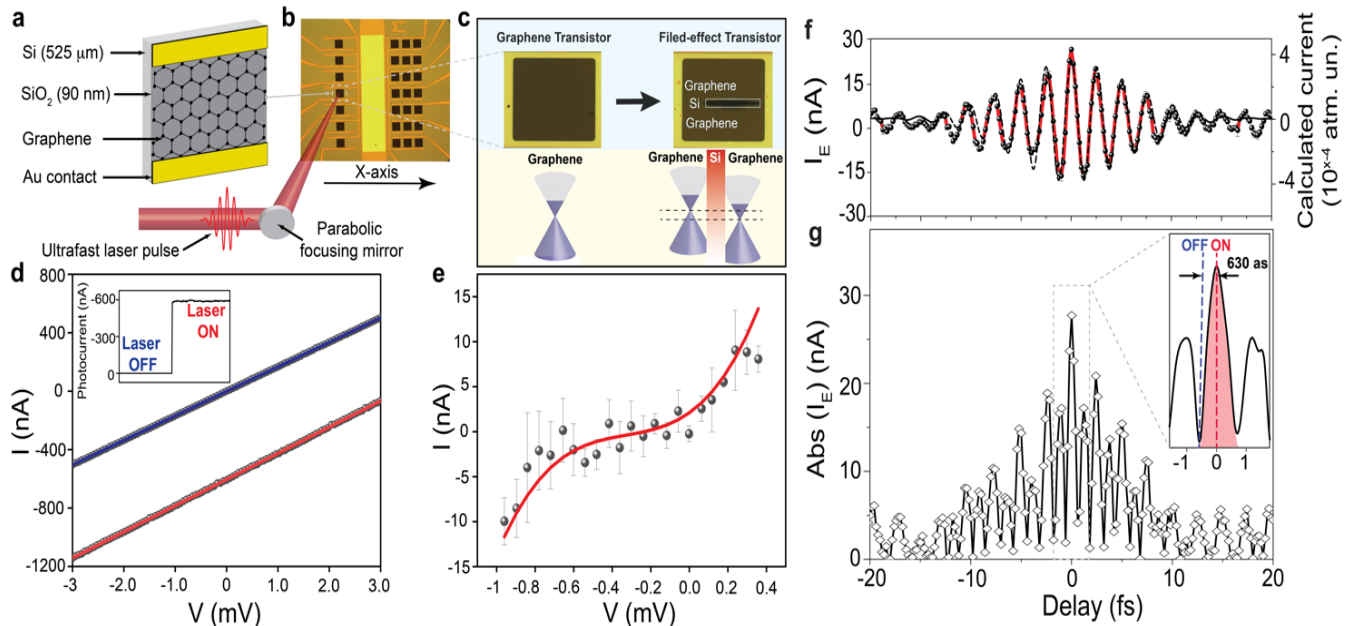 a
Si (525 μm)
SiO2 (90 nm)
Graphene
Au contact
Ultrafast laser pulse
Parabolic
focusing mirror
b
X-axis
c
Graphene Transistor
Filed-effect Transistor
Graphene
Si
Graphene
Graphene
Graphene
Si
Graphene
d
800
400
0
-400
-800
-1200
I (nA)
-3
-2.0
-1.0
0
1.0
2.0
3.0
V (mV)
Photocurrent (nA)
-600
-300
0
Laser
OFF
Laser
ON
e
15
10
5
0
-5
-10
-15
I (nA)
-1
-0.8
-0.6
-0.4
-0.2
0
0.2
0.4
V (mV)
f
30
15
0
-15
-30
IE (nA)
4
2
0
-2
-4
Calculated current
(10×-4 atm. un.)
g
30
20
10
0
Abs (IE) (nA)
-20
-10
0
10
20
Delay (fs)
OFF
ON
630 as
-1
0
1